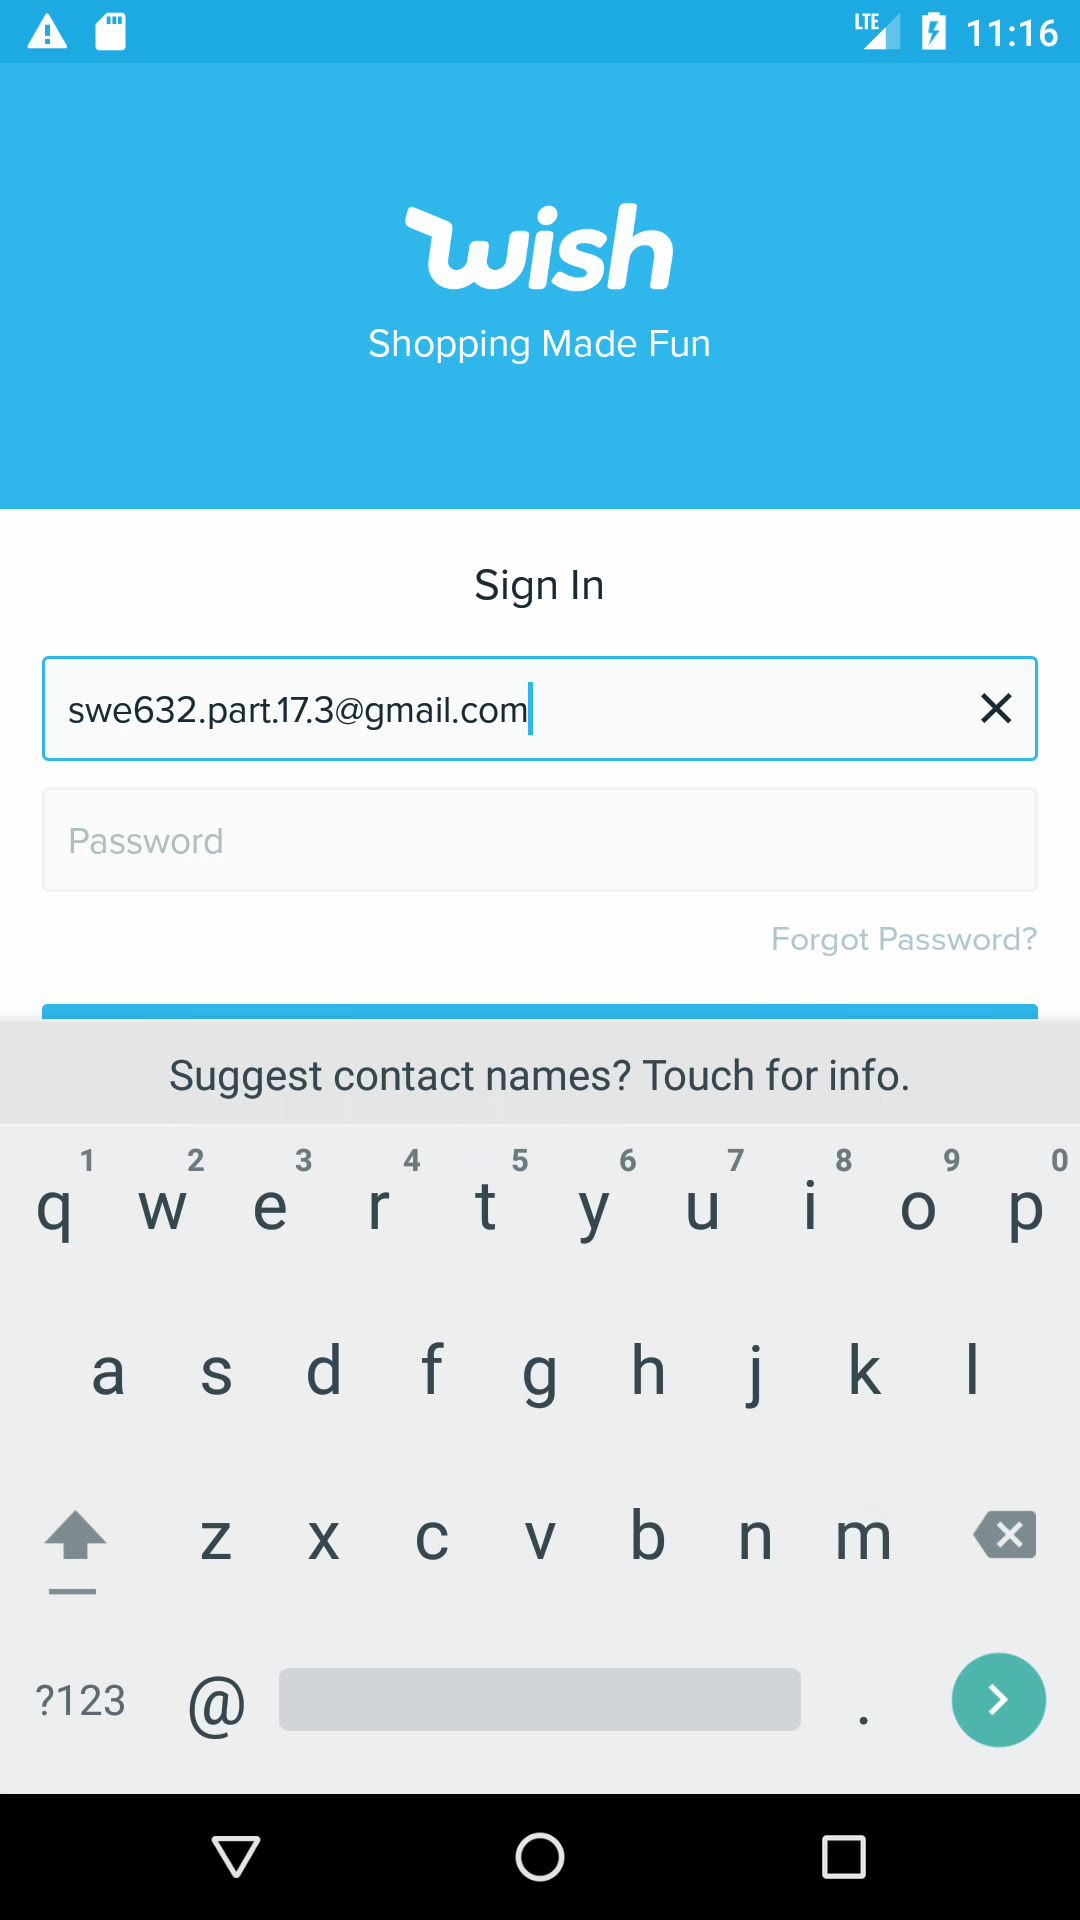 LTE 11:16
wish
Shopping Made Fun
Sign In
swe632.part.17.3@gmail.com
Password
Forgot Password?
Suggest contact names? Touch for info.
1 2 3 4 5 6 7 8 9 0
q w e r t y u i o p
a s d f g h j k l
z x c v b n m
?123 @ .